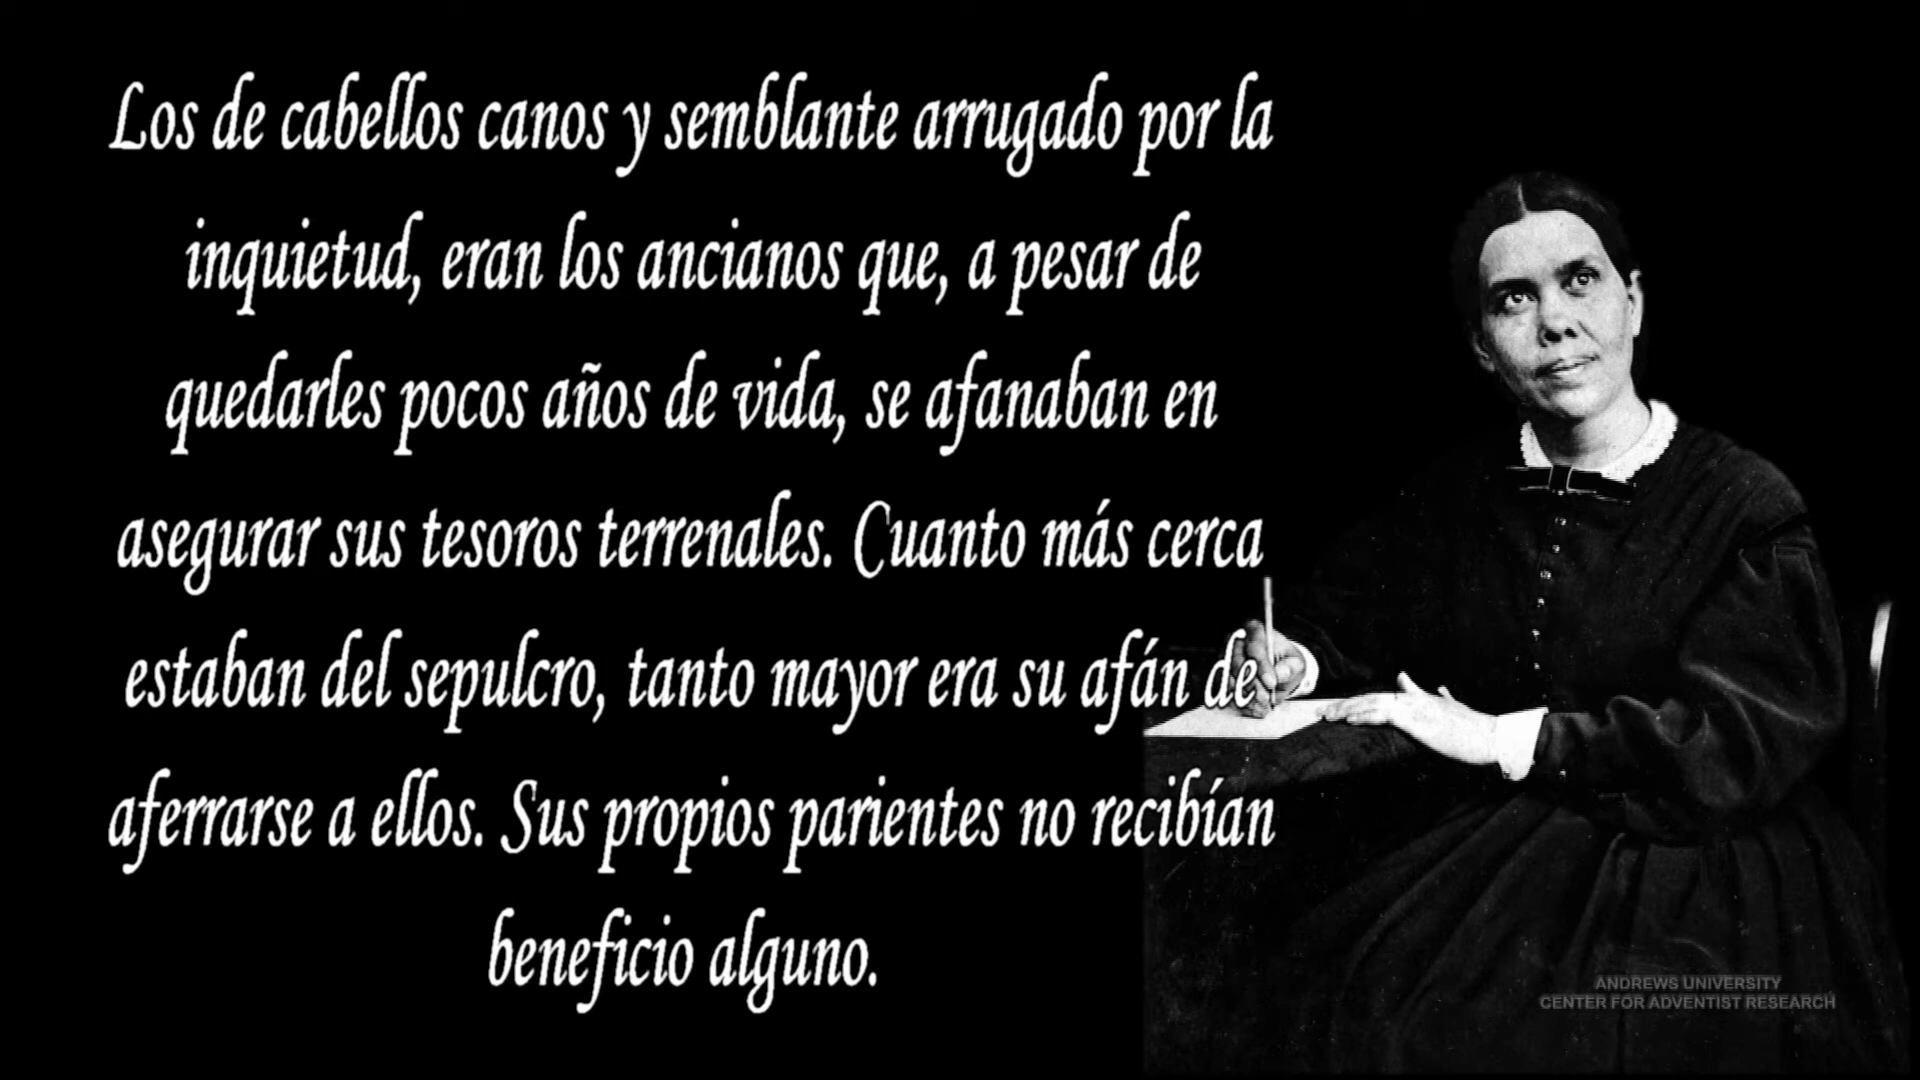 Los de cabellos canos y semblante arrugado por la
inquietud, eran los ancianos que, a pesar de
quedarles pocos años de vida, se afanaban en
asegurar sus tesoros terrenales. Cuanto más cerca
estaban del sepulcro, tanto mayor era su afán de
aferrarse a ellos. Sus propios parientes no recibían
beneficio alguno.
ANDREWS UNIVERSITY
CENTER FOR ADVENTIST RESEARCH